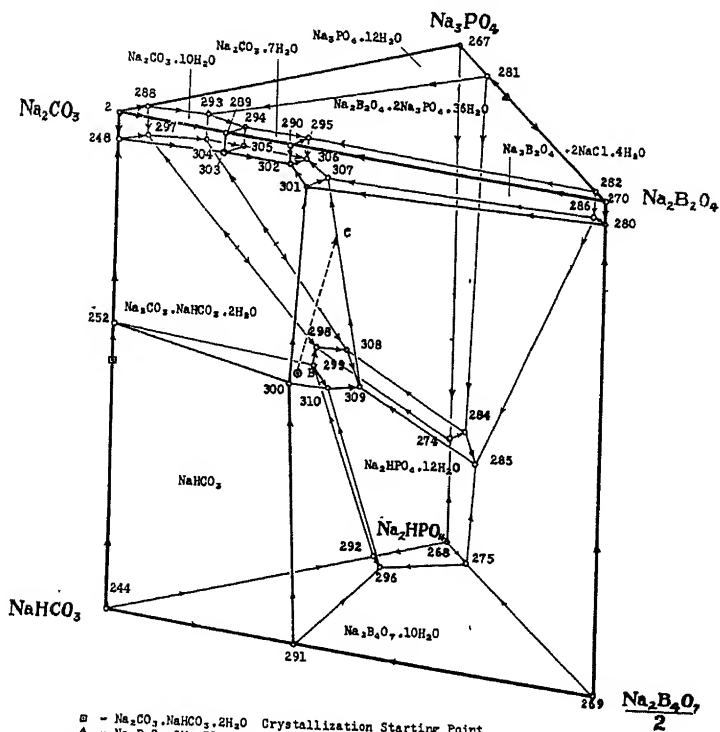 Na₃PO₄
267
Na₃PO₄.12H₂O
Na₂CO₃.7H₂O
Na₂CO₃.10H₂O
281
288
293
289
294
Na₂B₂O₄.2Na₃PO₄.36H₂O
Na₂CO₃
2
290
295
248
297
305
306
Na₃B₂O₄.2NaCl.4H₂O
304
303
302
307
301
282
270
Na₂B₂O₄
286
280
C
Na₂CO₃.NaHCO₃.2H₂O
252
298
308
299
B
300
310
309
284
274
285
Na₂HPO₄.12H₂O
NaHCO₃
Na₂HPO₄
292
268
275
296
244
NaHCO₃
Na₂B₄O₇.10H₂O
291
269
Na₂B₄O₇
2
⊡ - Na₂CO₃.NaHCO₃.2H₂O Crystallization Starting Point